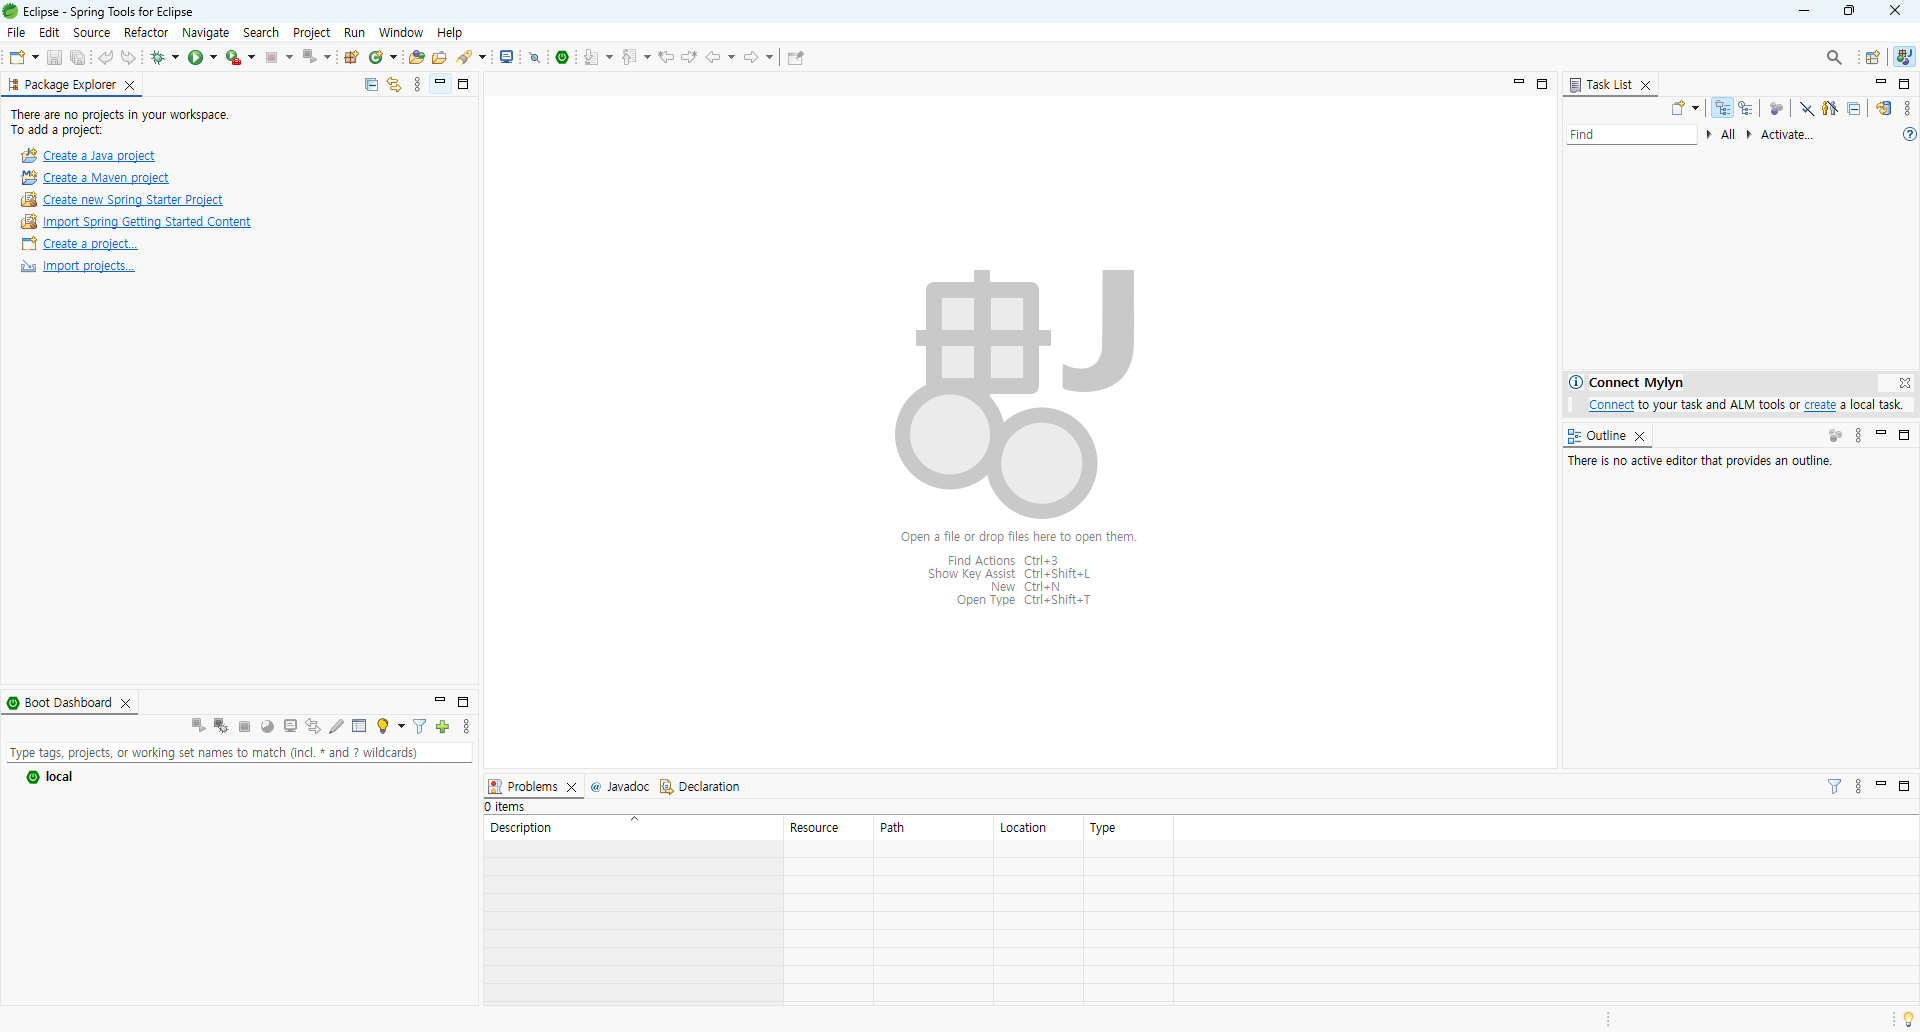 Eclipse - Spring Tools for Eclipse
File Edit Source Refactor Navigate Search Project Run Window Help
Package Explorer
There are no projects in your workspace.
To add a project:
Create a Java project
Create a Maven project
Create new Spring Starter Project
Import Spring Getting Started Content
Create a project...
Import projects...
Boot Dashboard
Type tags, projects, or working set names to match (incl. * and ? wildcards)
local
J
Open a file or drop files here to open them.
Find Actions Ctrl+3
Show Key Assist Ctrl+Shift+L
New Ctrl+N
Open Type Ctrl+Shift+T
Problems @ Javadoc Declaration
0 items
Description Resource Path Location Type
Task List
Find All Activate...
Connect Mylyn
Connect to your task and ALM tools or create a local task.
Outline
There is no active editor that provides an outline.